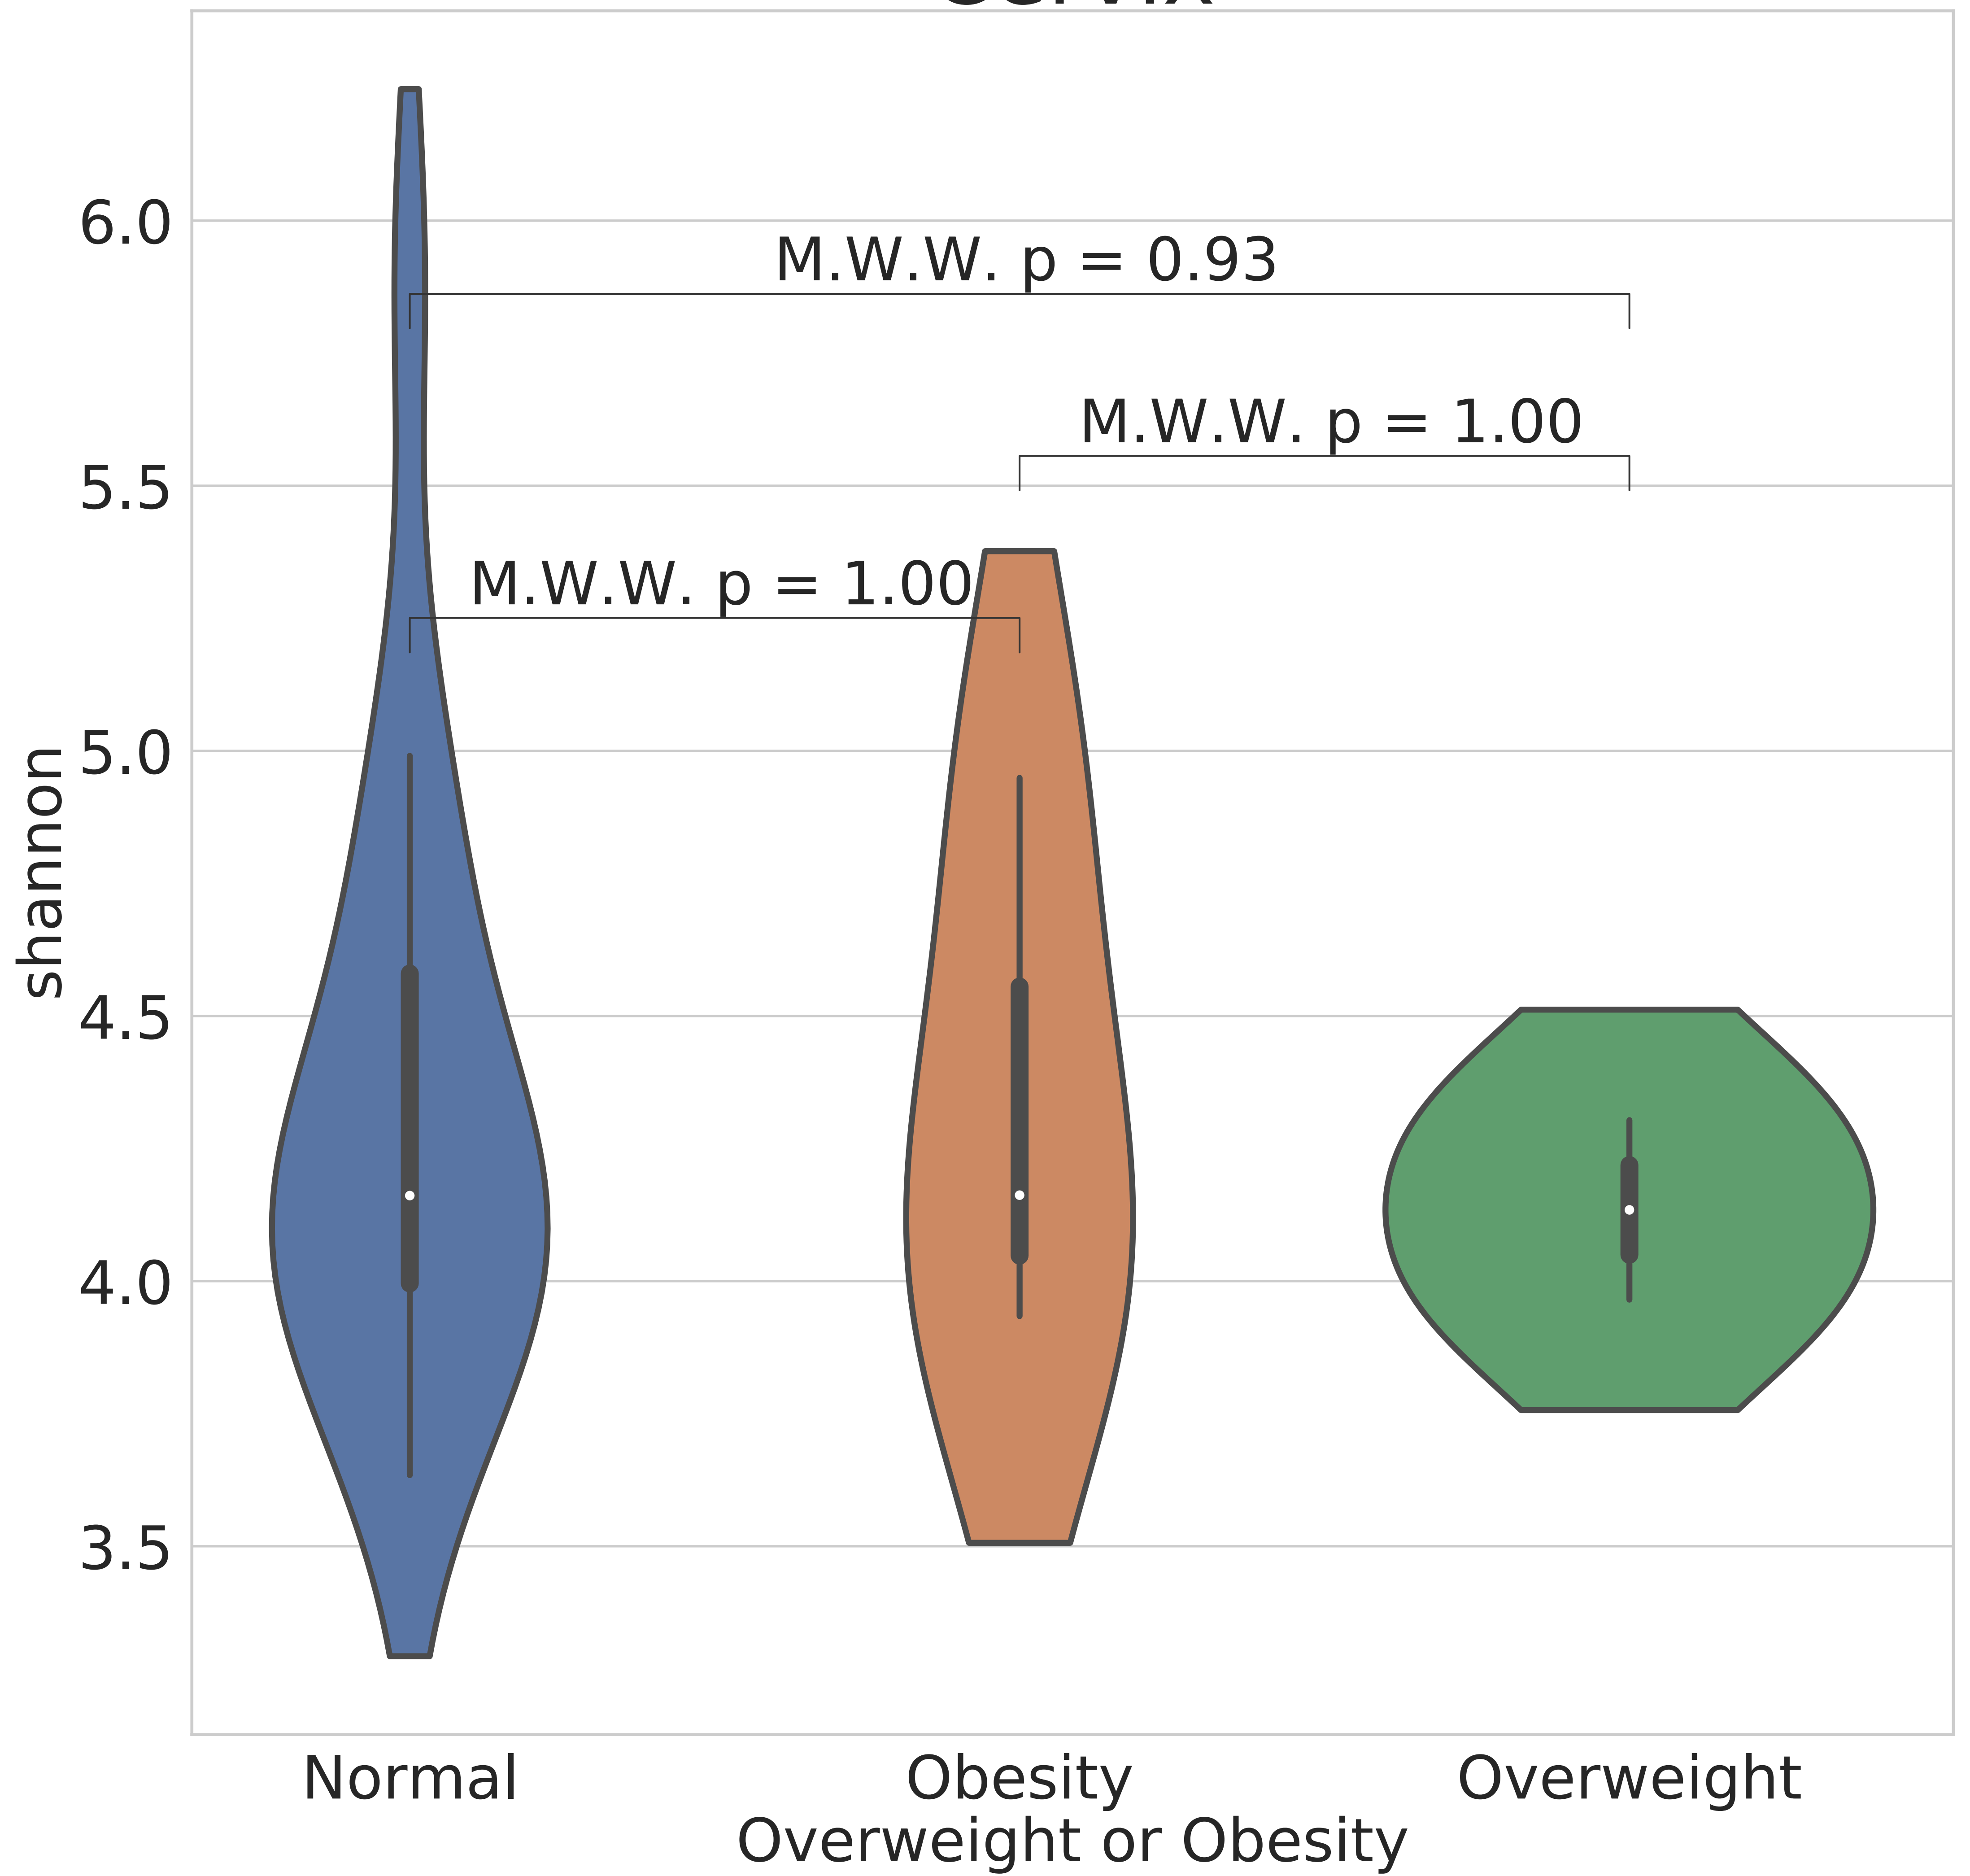 6.0
M.W.W. p = 0.93
M.W.W. p = 1.00
5.5
M.W.W. p = 1.00
5.0
shannon
4.5
4.0
3.5
Normal
Obesity
Overweight
Overweight or Obesity